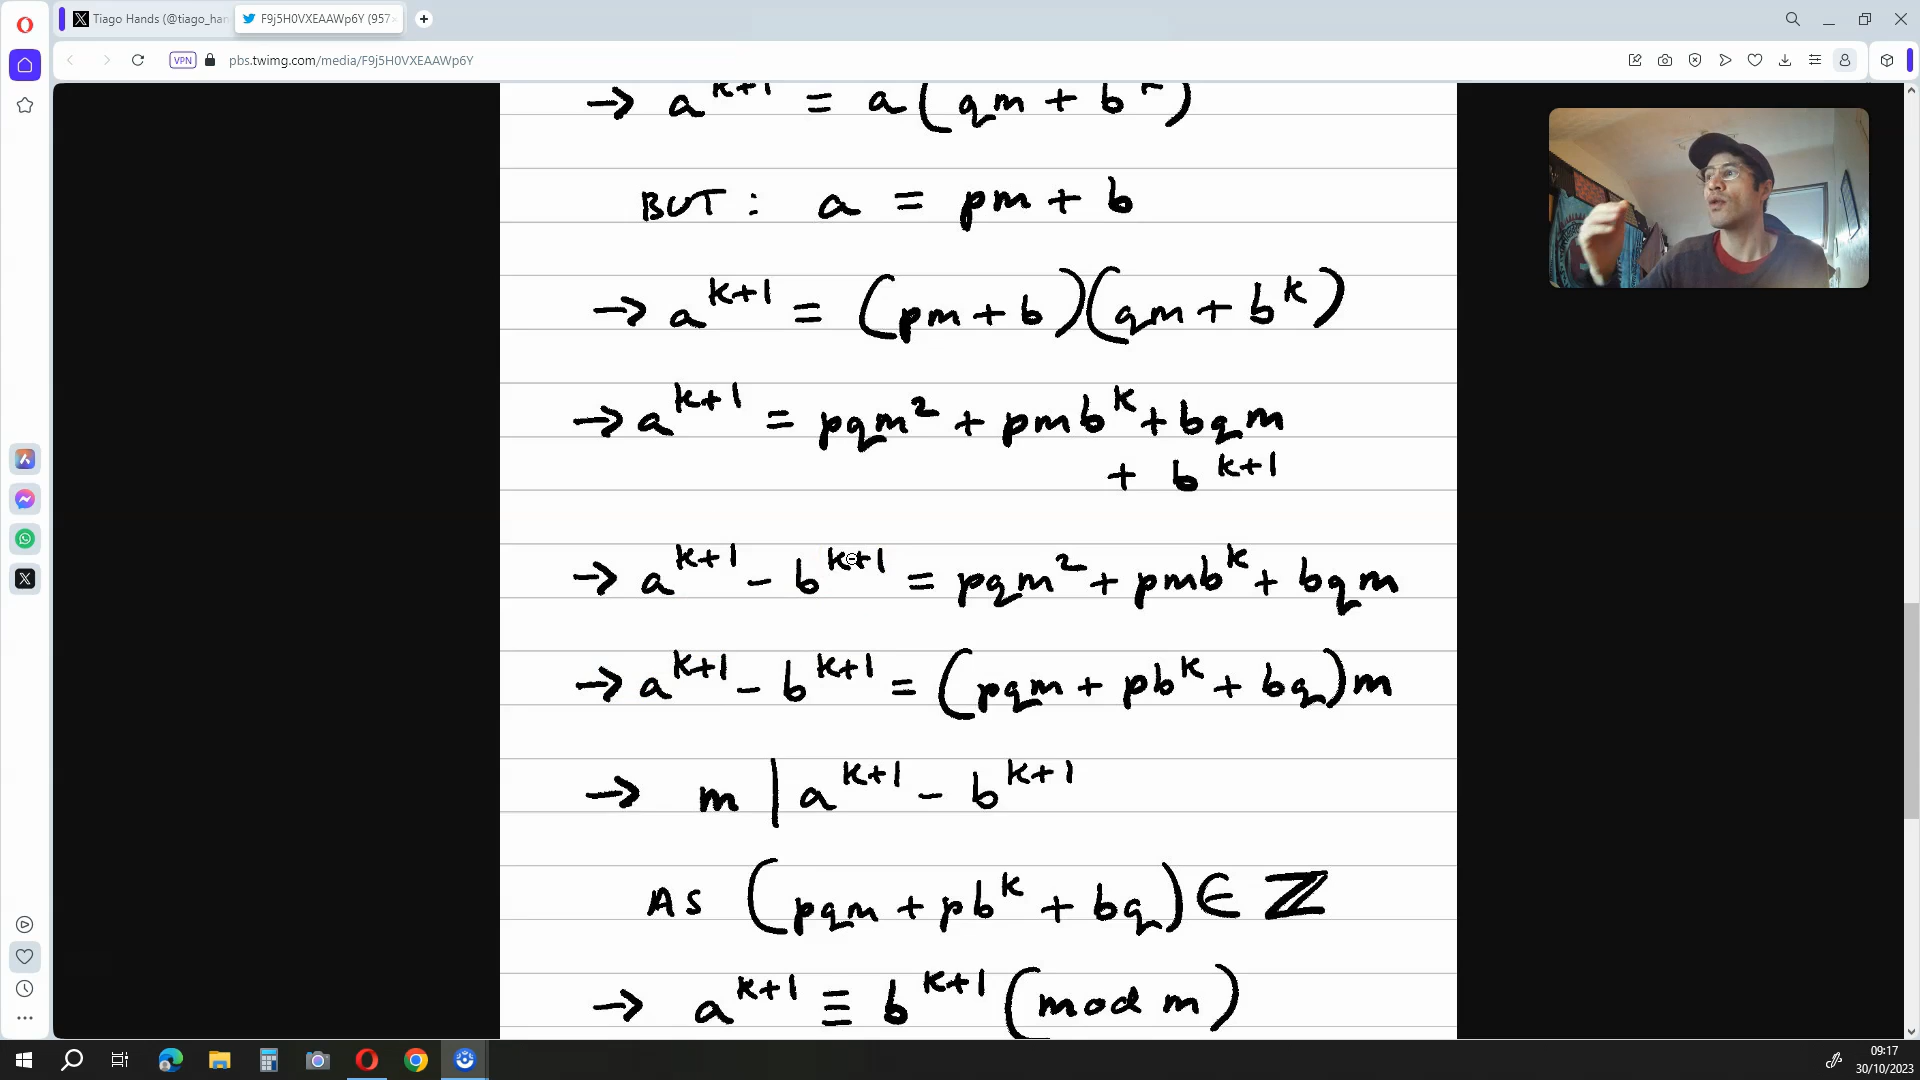 Tiago Hands (@tiago_han
F9j5H0VXEAAWp6Y (957×
VPN
pbs.twimg.com/media/F9j5H0VXEAAWp6Y
→ a^{k+1} = a(qm + b^k)
BUT : a = pm + b
→ a^{k+1} = (pm + b)(qm + b^k)
→ a^{k+1} = pqm² + pmb^k + bqm
+ b^{k+1}
→ a^{k+1} - b^{k+1} = pqm² + pmb^k + bqm
→ a^{k+1} - b^{k+1} = (pqm + pb^k + bq)m
→ m | a^{k+1} - b^{k+1}
AS (pqm + pb^k + bq) ∈ ℤ
→ a^{k+1} ≡ b^{k+1} (mod m)
09:17
30/10/2023